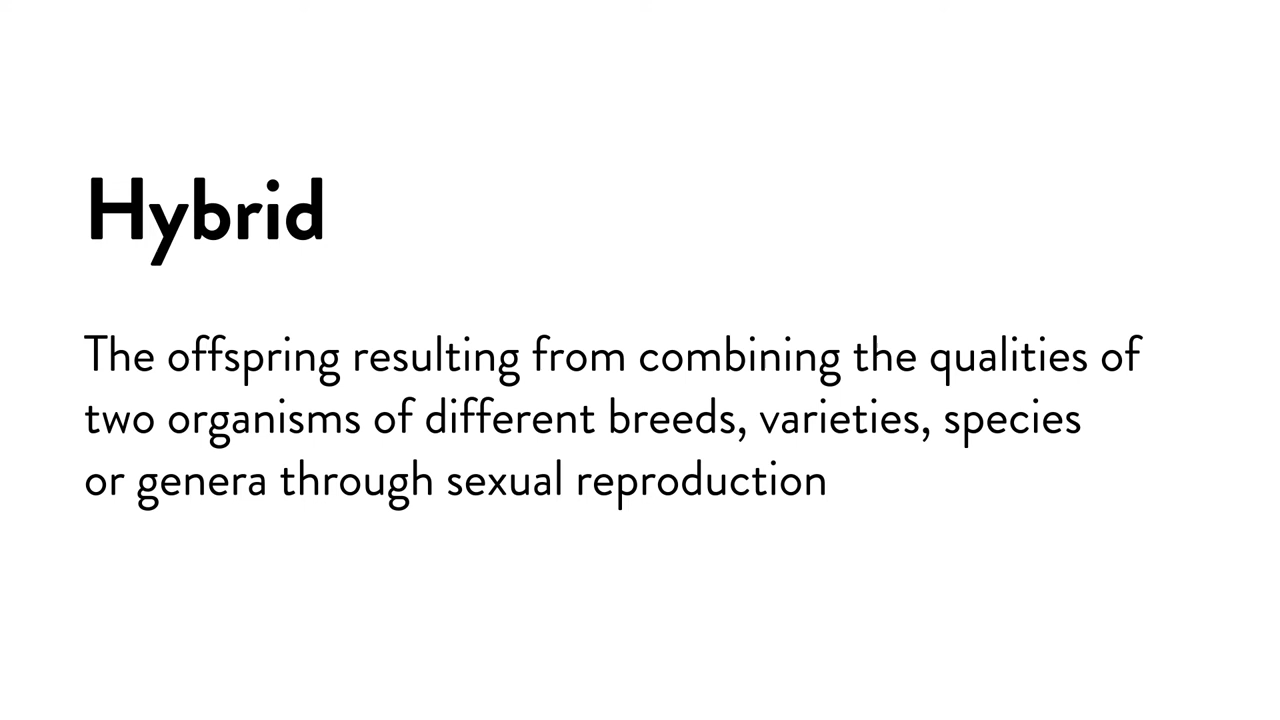 Hybrid
The offspring resulting from combining the qualities of
two organisms of different breeds, varieties, species
or genera through sexual reproduction